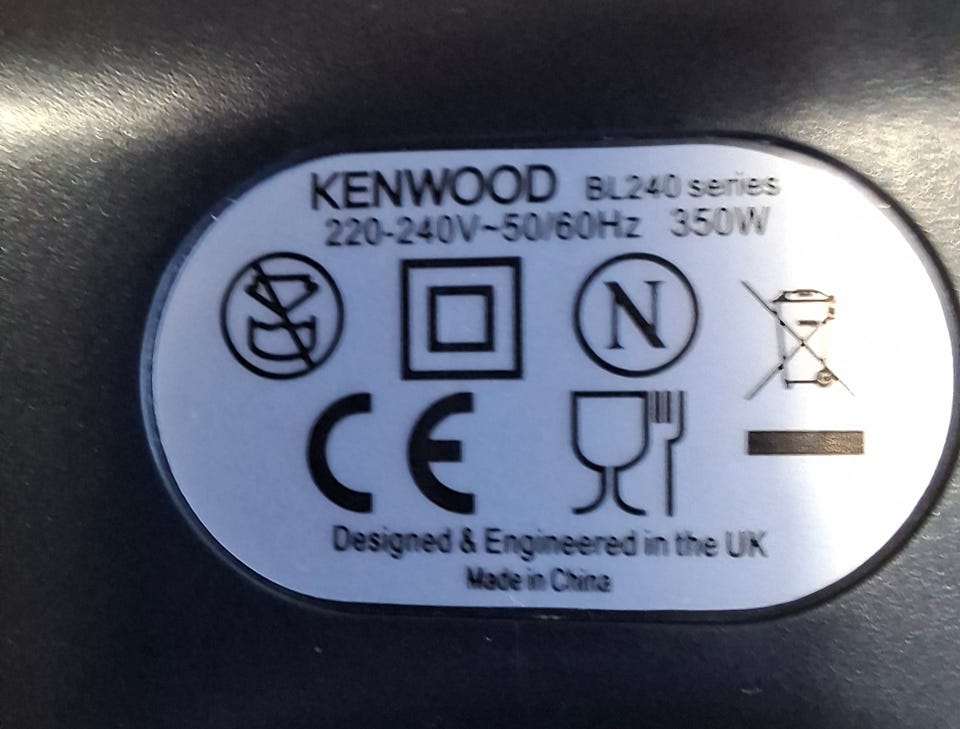 KENWOOD BL240 series
220-240V~50/60Hz 350W
N
CE
Designed & Engineered in the UK
Made in China